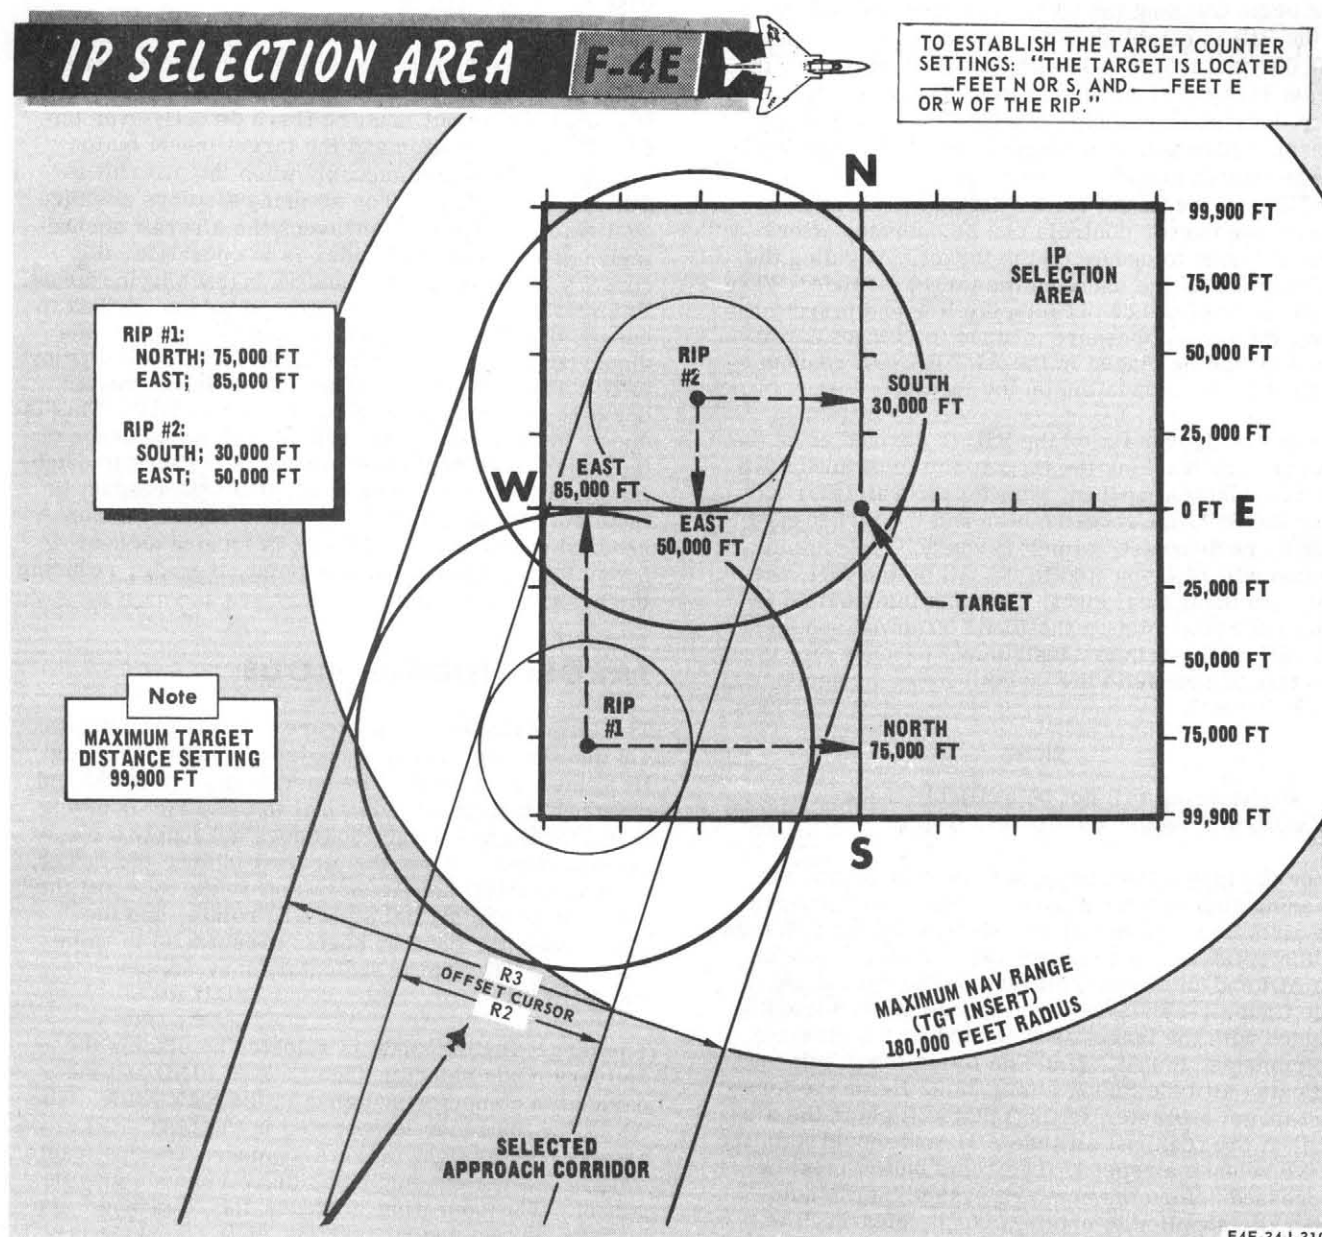 IP SELECTION AREA F-4E
TO ESTABLISH THE TARGET COUNTER
SETTINGS: "THE TARGET IS LOCATED
___FEET N OR S, AND ___FEET E
OR W OF THE RIP."
N
99,900 FT
IP
SELECTION
AREA
75,000 FT
RIP #1:
NORTH; 75,000 FT
EAST; 85,000 FT
RIP #2:
SOUTH; 30,000 FT
EAST; 50,000 FT
RIP
#2
50,000 FT
SOUTH
30,000 FT
25,000 FT
W
EAST
85,000 FT
0 FT E
EAST
50,000 FT
25,000 FT
TARGET
50,000 FT
Note
MAXIMUM TARGET
DISTANCE SETTING
99,900 FT
RIP
#1
NORTH
75,000 FT
75,000 FT
99,900 FT
S
R3
OFFSET CURSOR
R2
MAXIMUM NAV RANGE
(TGT INSERT)
180,000 FEET RADIUS
SELECTED
APPROACH CORRIDOR